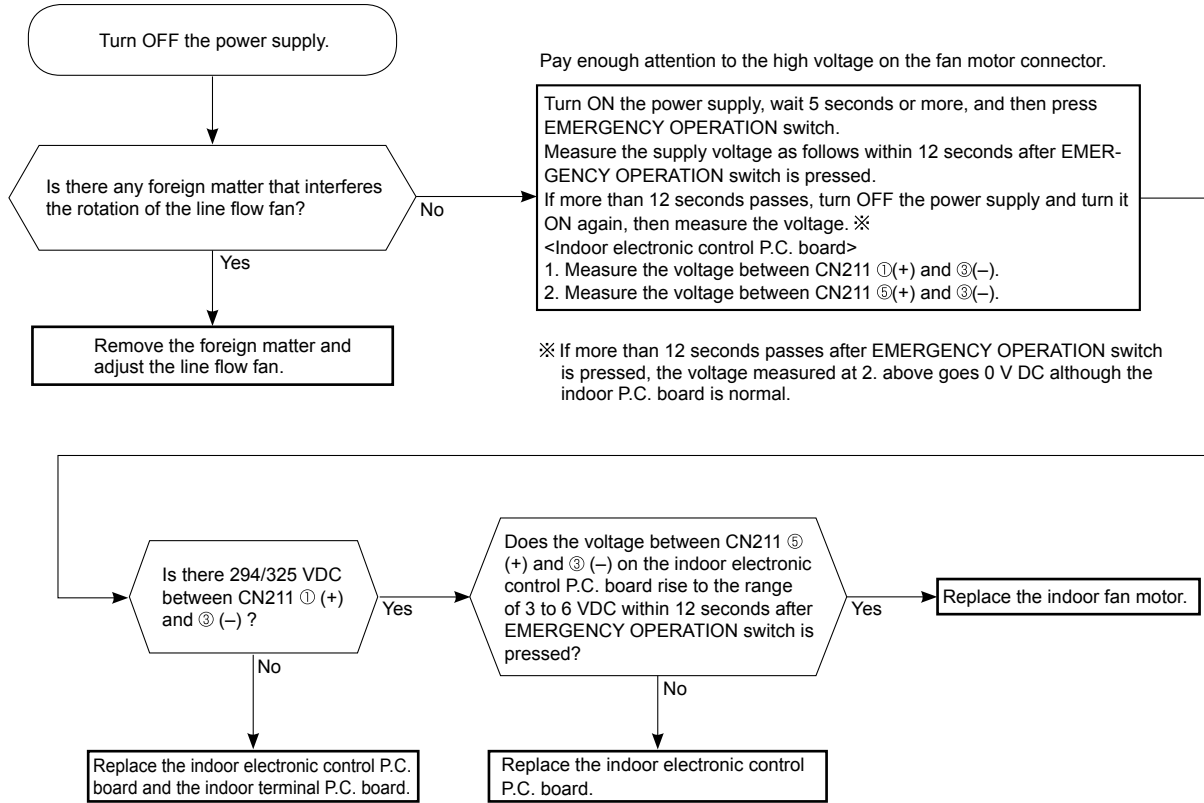 Turn OFF the power supply.
Is there any foreign matter that interferes
the rotation of the line flow fan?
No
Yes
Remove the foreign matter and
adjust the line flow fan.
Pay enough attention to the high voltage on the fan motor connector.
Turn ON the power supply, wait 5 seconds or more, and then press
EMERGENCY OPERATION switch.
Measure the supply voltage as follows within 12 seconds after EMER-
GENCY OPERATION switch is pressed.
If more than 12 seconds passes, turn OFF the power supply and turn it
ON again, then measure the voltage. ※
<Indoor electronic control P.C. board>
1. Measure the voltage between CN211 ①(+) and ③(–).
2. Measure the voltage between CN211 ⑤(+) and ③(–).
※ If more than 12 seconds passes after EMERGENCY OPERATION switch
is pressed, the voltage measured at 2. above goes 0 V DC although the
indoor P.C. board is normal.
Is there 294/325 VDC
between CN211 ① (+)
and ③ (–) ?
Yes
No
Replace the indoor electronic control P.C.
board and the indoor terminal P.C. board.
Does the voltage between CN211 ⑤
(+) and ③ (–) on the indoor electronic
control P.C. board rise to the range
of 3 to 6 VDC within 12 seconds after
EMERGENCY OPERATION switch is
pressed?
Yes
No
Replace the indoor electronic control
P.C. board.
Replace the indoor fan motor.